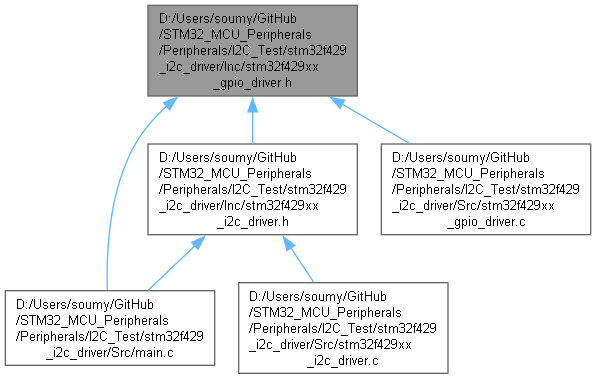 D:/Users/soumy/GitHub
/STM32_MCU_Peripherals
/Peripherals/I2C_Test/stm32f429
_i2c_driver/Inc/stm32f429xx
_gpio_driver.h
D:/Users/soumy/GitHub
/STM32_MCU_Peripherals
/Peripherals/I2C_Test/stm32f429
_i2c_driver/Inc/stm32f429xx
_i2c_driver.h
D:/Users/soumy/GitHub
/STM32_MCU_Peripherals
/Peripherals/I2C_Test/stm32f429
_i2c_driver/Src/stm32f429xx
_gpio_driver.c
D:/Users/soumy/GitHub
/STM32_MCU_Peripherals
/Peripherals/I2C_Test/stm32f429
_i2c_driver/Src/main.c
D:/Users/soumy/GitHub
/STM32_MCU_Peripherals
/Peripherals/I2C_Test/stm32f429
_i2c_driver/Src/stm32f429xx
_i2c_driver.c